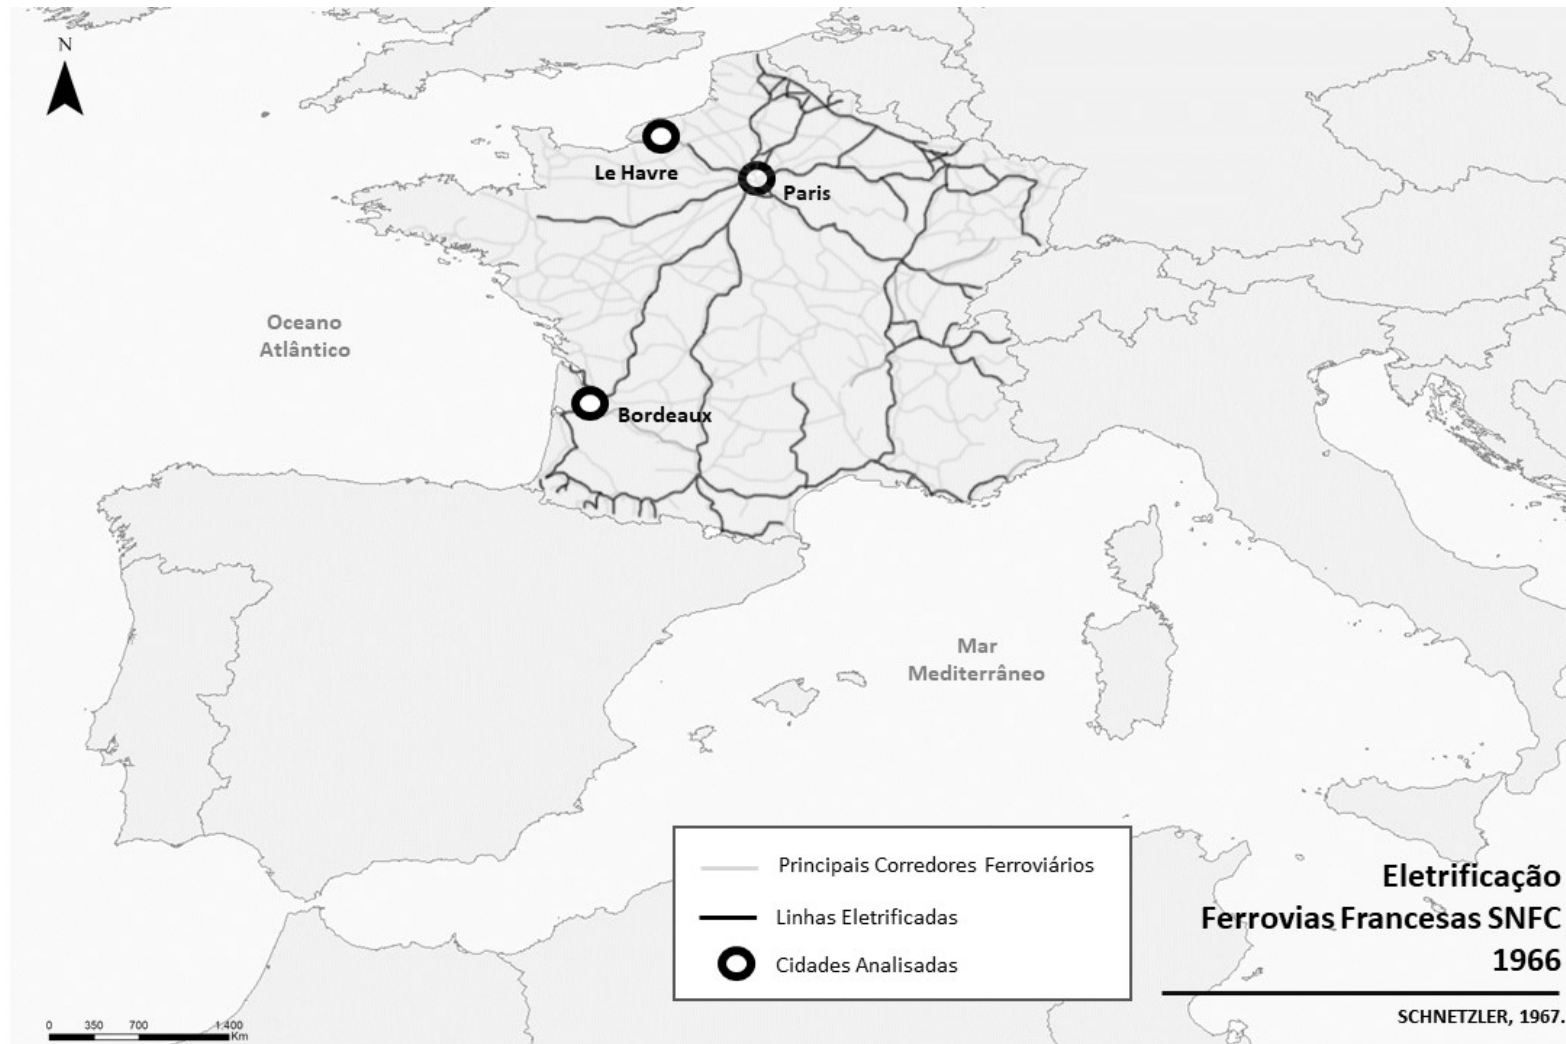 N
Le Havre
Paris
Oceano
Atlântico
Bordeaux
Mar
Mediterrâneo
Principais Corredores Ferroviários
Linhas Eletrificadas
Cidades Analisadas
Eletrificação
Ferrovias Francesas SNFC
1966
SCHNETZLER, 1967.
0 350 700 1.400
Km